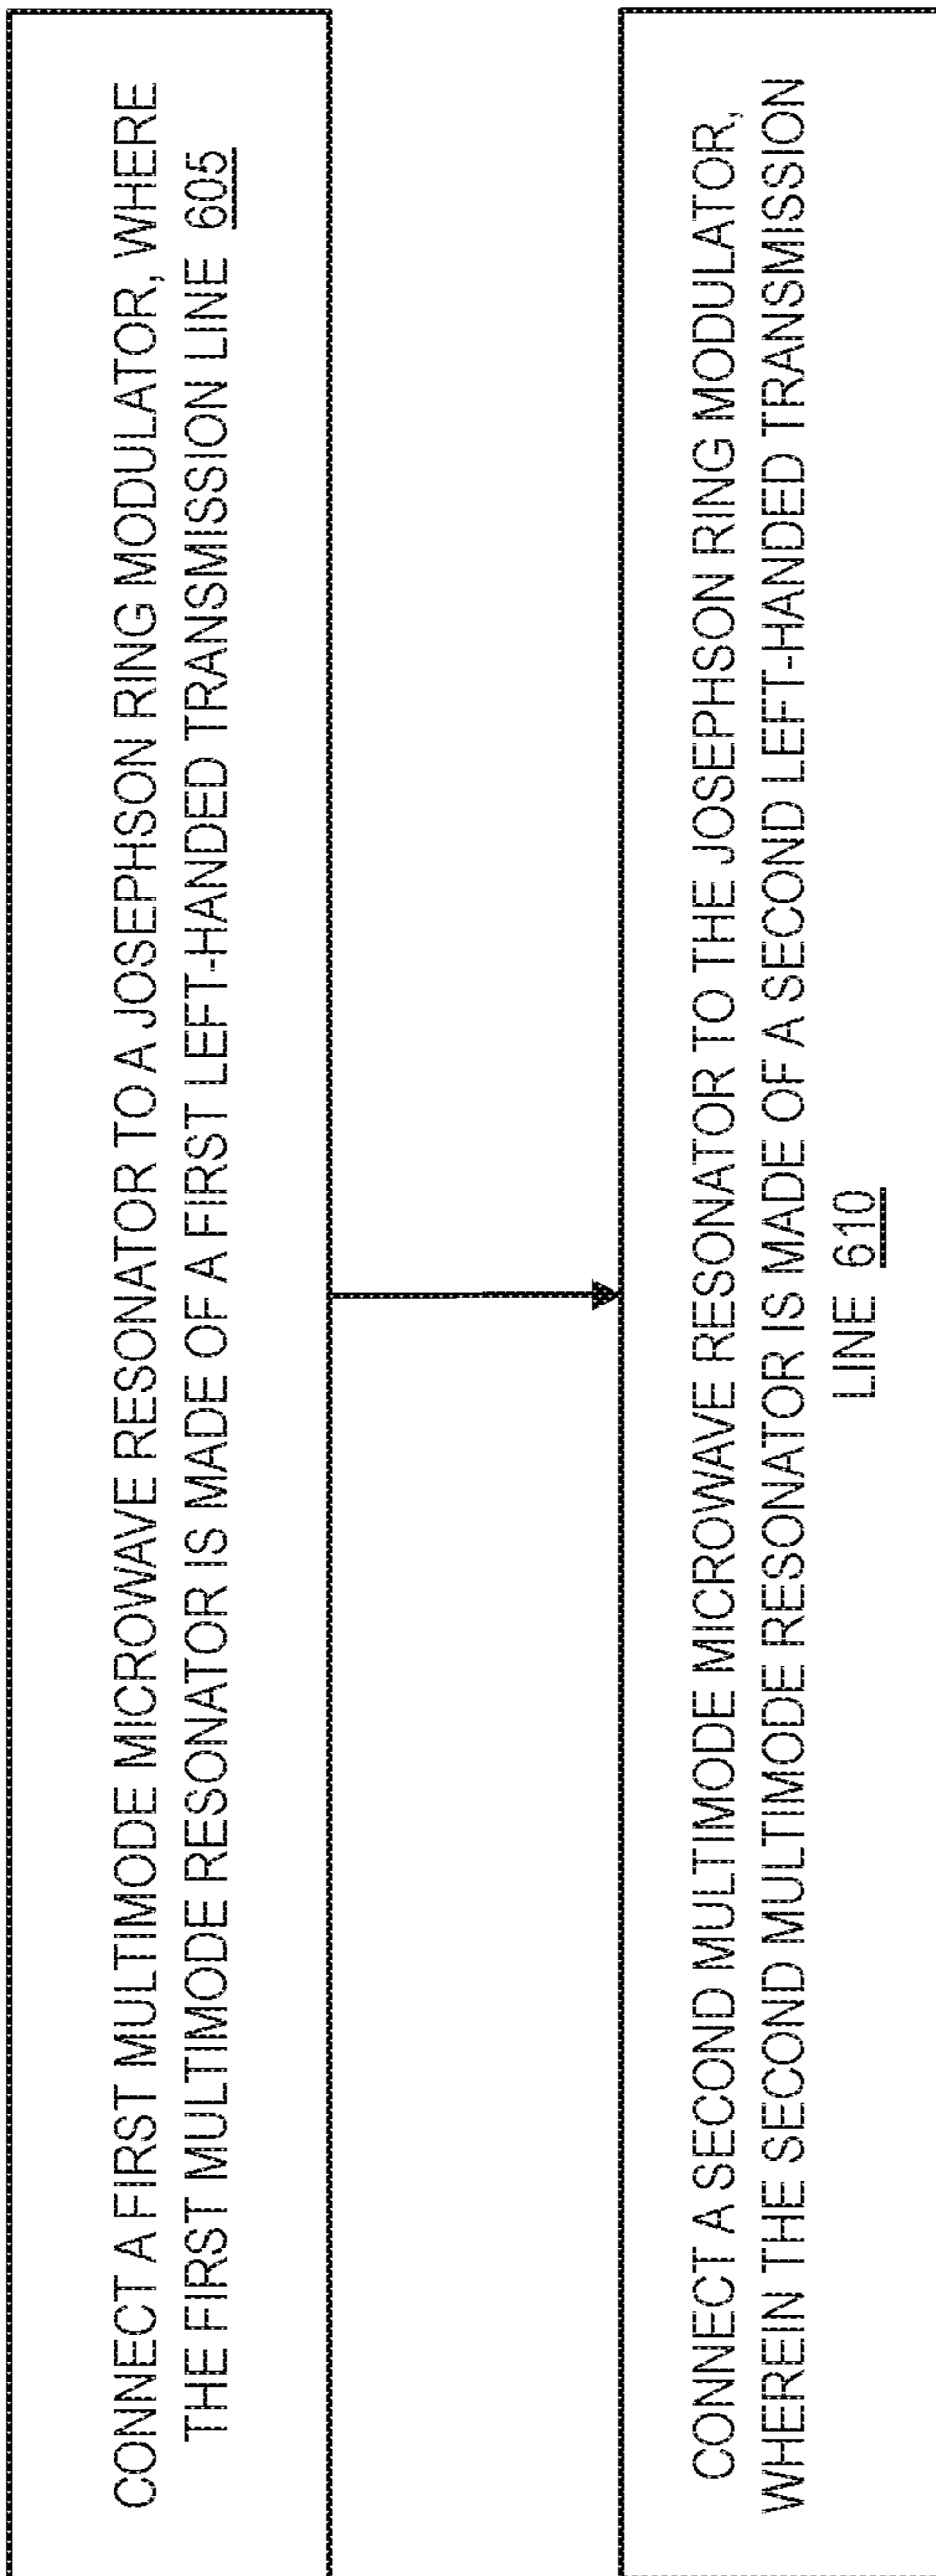 CONNECT A FIRST MULTIMODE MICROWAVE RESONATOR TO A JOSEPHSON RING MODULATOR, WHERE
THE FIRST MULTIMODE RESONATOR IS MADE OF A FIRST LEFT-HANDED TRANSMISSION LINE 605
CONNECT A SECOND MULTIMODE MICROWAVE RESONATOR TO THE JOSEPHSON RING MODULATOR,
WHEREIN THE SECOND MULTIMODE RESONATOR IS MADE OF A SECOND LEFT-HANDED TRANSMISSION
LINE 610